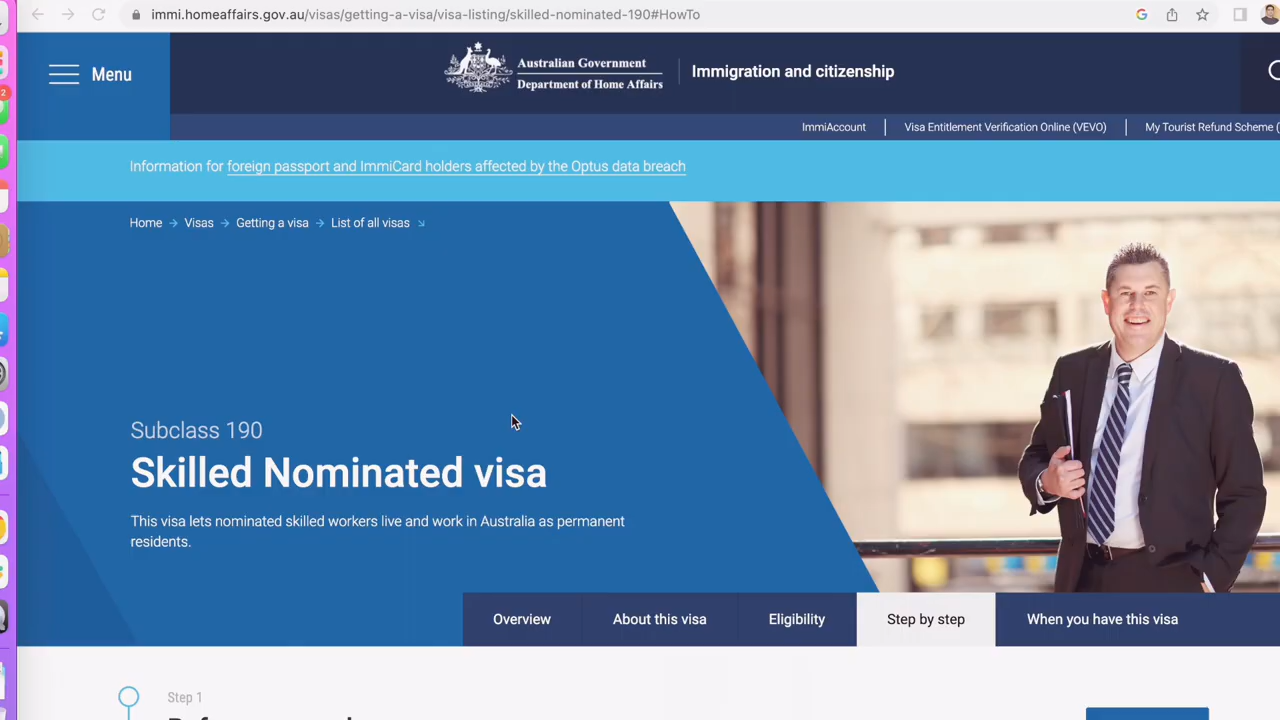 immi.homeaffairs.gov.au/visas/getting-a-visa/visa-listing/skilled-nominated-190#HowTo
Menu
Australian Government
Department of Home Affairs
Immigration and citizenship
ImmiAccount
Visa Entitlement Verification Online (VEVO)
My Tourist Refund Scheme (
Information for foreign passport and ImmiCard holders affected by the Optus data breach
Home
Visas
Getting a visa
List of all visas
Subclass 190
Skilled Nominated visa
This visa lets nominated skilled workers live and work in Australia as permanent
residents.
Overview
About this visa
Eligibility
Step by step
When you have this visa
Step 1